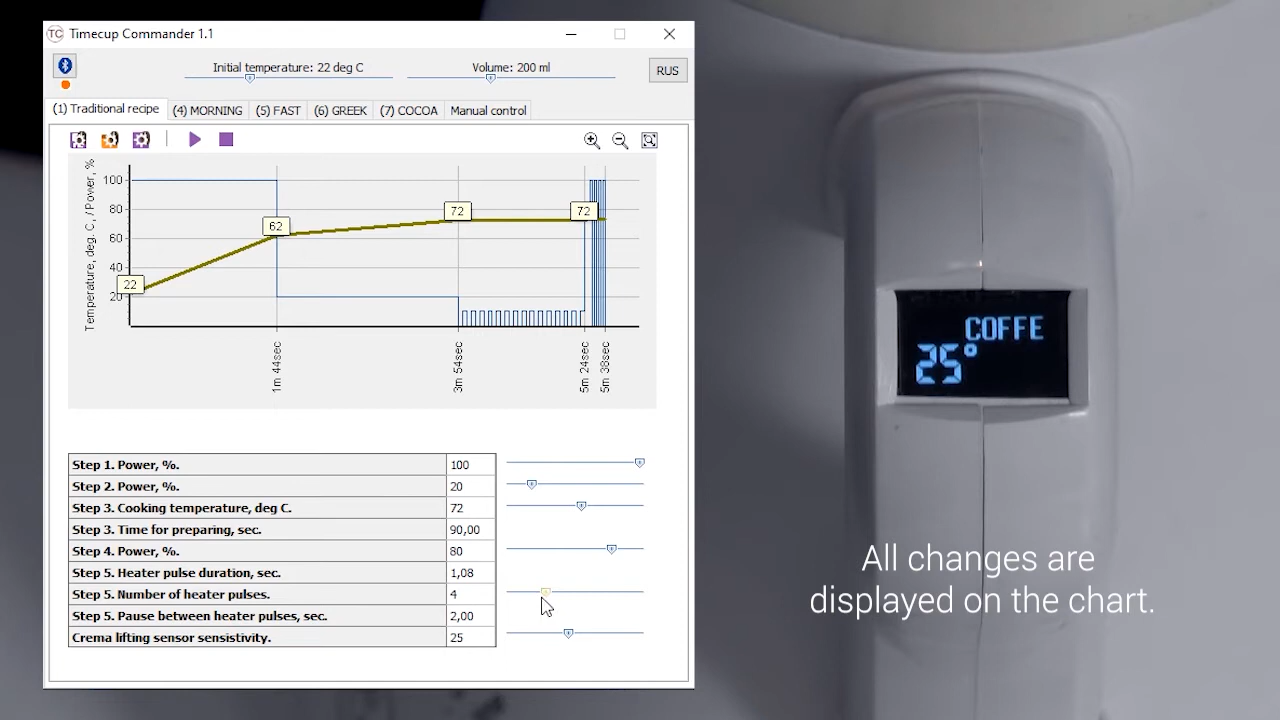 TC Timecup Commander 1.1
Initial temperature: 22 deg C
Volume: 200 ml
RUS
(1) Traditional recipe
(4) MORNING
(5) FAST
(6) GREEK
(7) COCOA
Manual control
Temperature, deg. C, / Power, %
100
80
60
40
20
22
62
72
72
1m 44sec
3m 54sec
5m 24sec
5m 38sec
Step 1. Power, %. 100
Step 2. Power, %. 20
Step 3. Cooking temperature, deg C. 72
Step 3. Time for preparing, sec. 90,00
Step 4. Power, %. 80
Step 5. Heater pulse duration, sec. 1,08
Step 5. Number of heater pulses. 4
Step 5. Pause between heater pulses, sec. 2,00
Crema lifting sensor sensistivity. 25
COFFE
25°
All changes are
displayed on the chart.